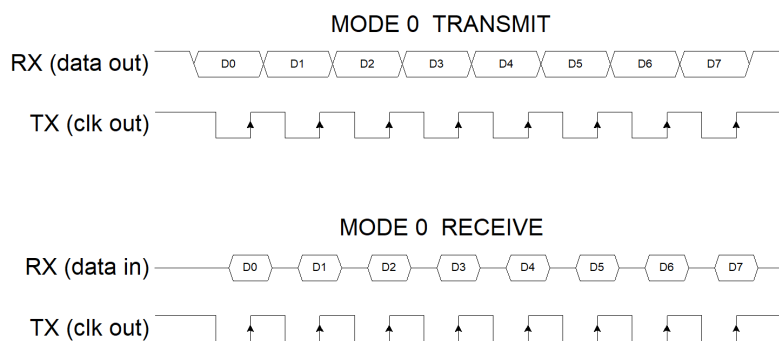 MODE 0  TRANSMIT
RX (data out) D0 D1 D2 D3 D4 D5 D6 D7
TX (clk out)
MODE 0  RECEIVE
RX (data in) D0 D1 D2 D3 D4 D5 D6 D7
TX (clk out)